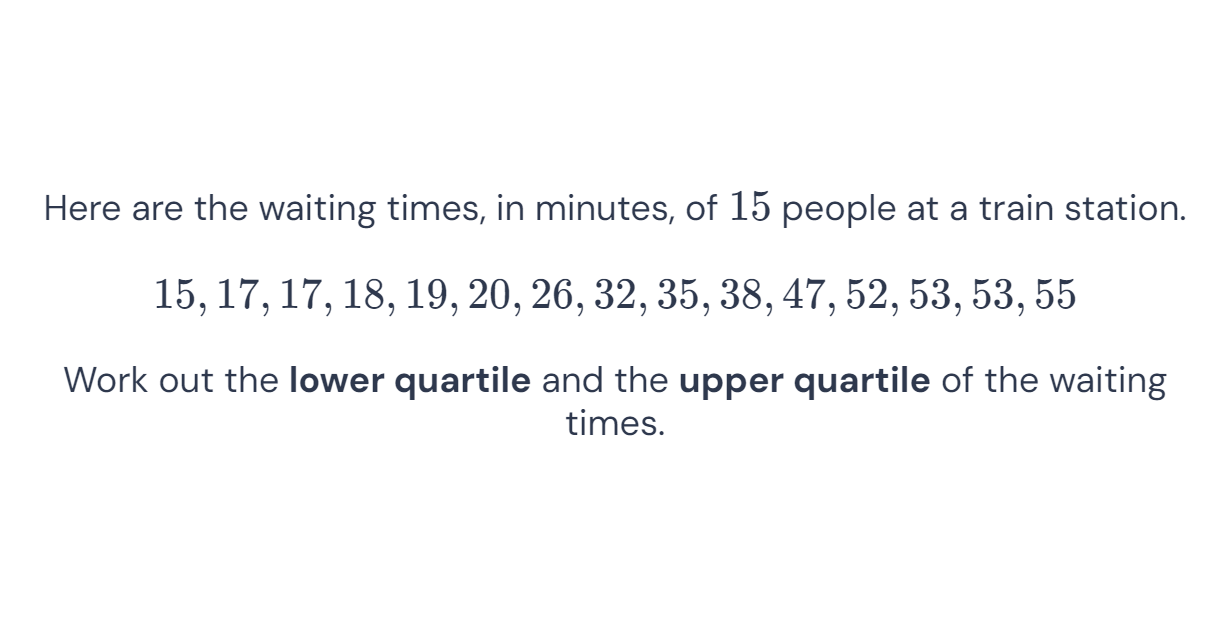 Here are the waiting times, in minutes, of 15 people at a train station.
15, 17, 17, 18, 19, 20, 26, 32, 35, 38, 47, 52, 53, 53, 55
Work out the lower quartile and the upper quartile of the waiting
times.